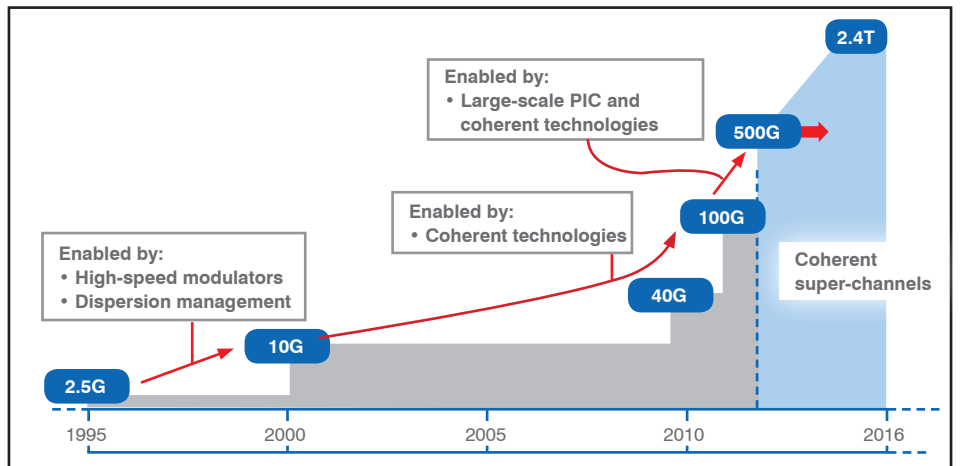 2.4T
Enabled by:
• Large-scale PIC and
coherent technologies
500G
Enabled by:
• Coherent technologies
100G
Enabled by:
• High-speed modulators
• Dispersion management
Coherent
super-channels
40G
10G
2.5G
1995 2000 2005 2010 2016